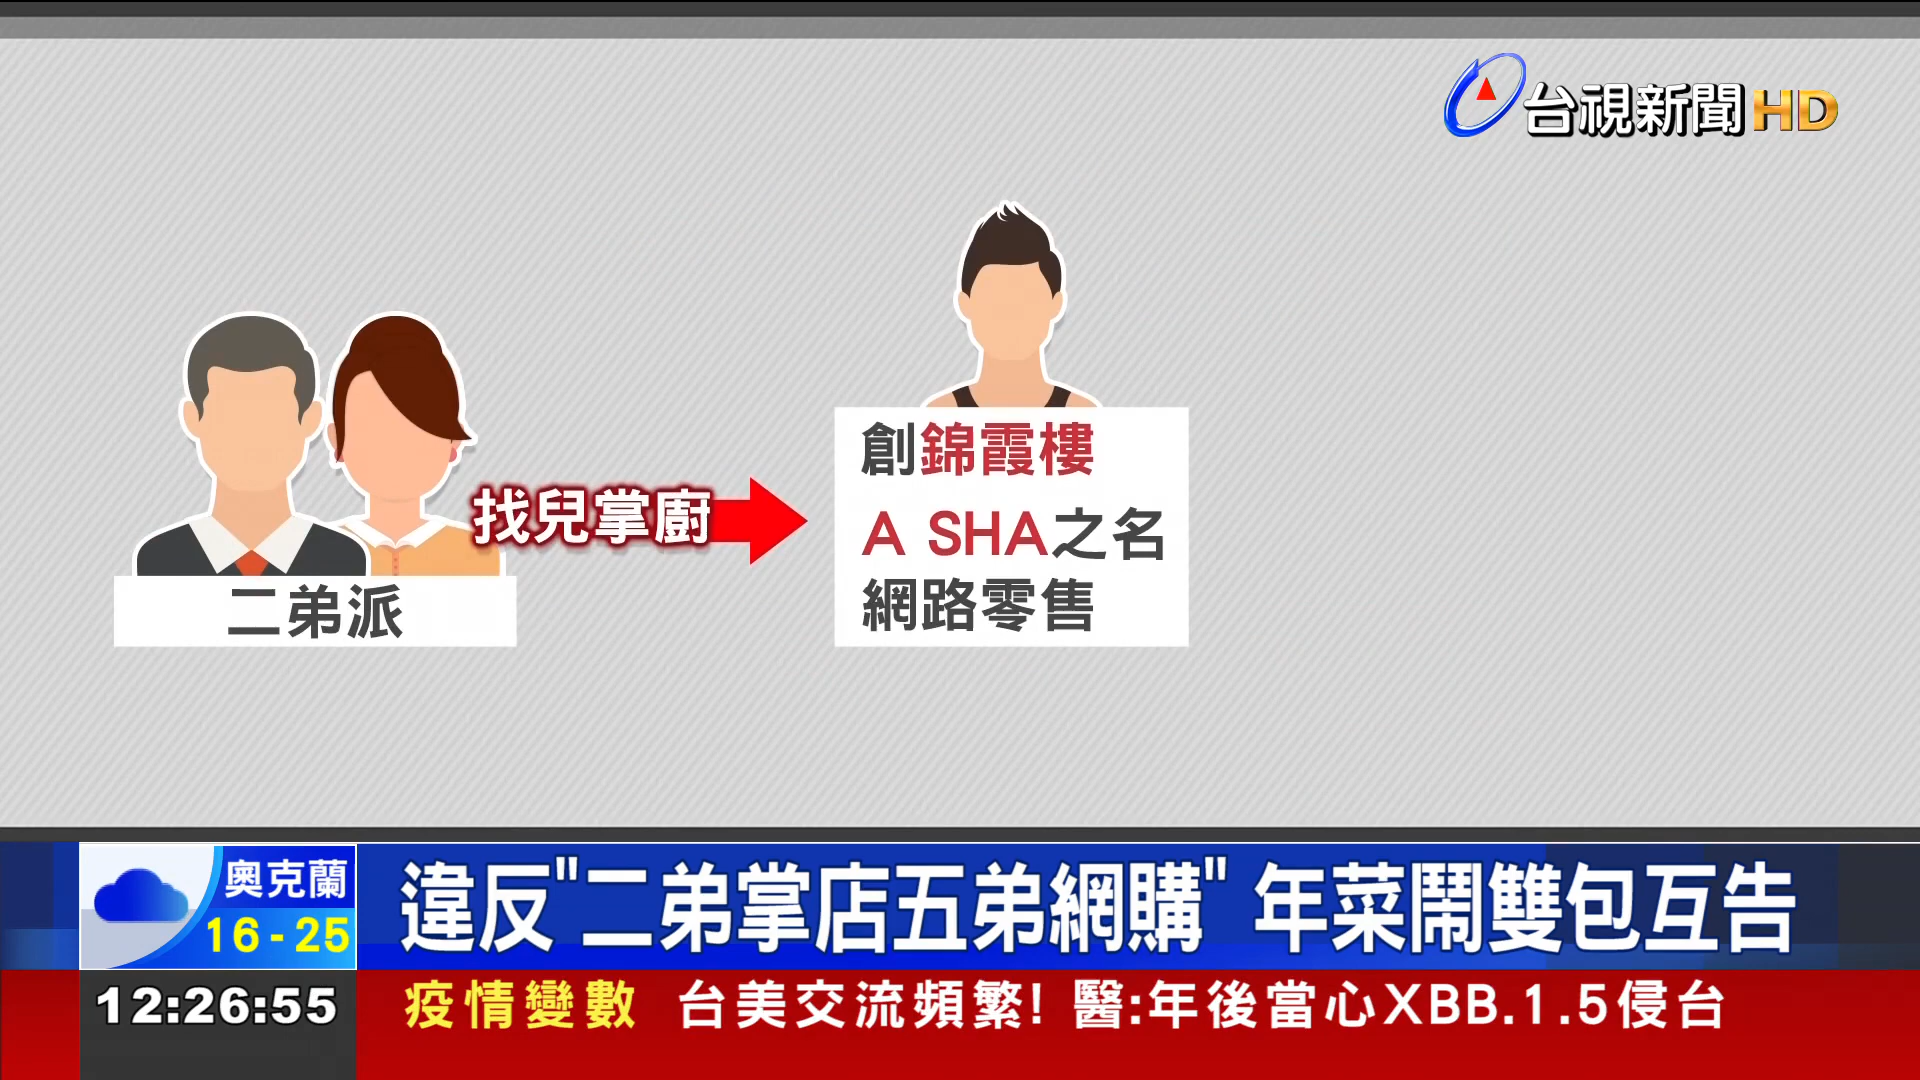 台視新聞HD
創錦霞樓
A SHA之名
網路零售
找兒掌廚
二弟派
奧克蘭
16-25
違反"二弟掌店五弟網購" 年菜鬧雙包互告
12:26:55
疫情變數 台美交流頻繁! 醫:年後當心XBB.1.5侵台